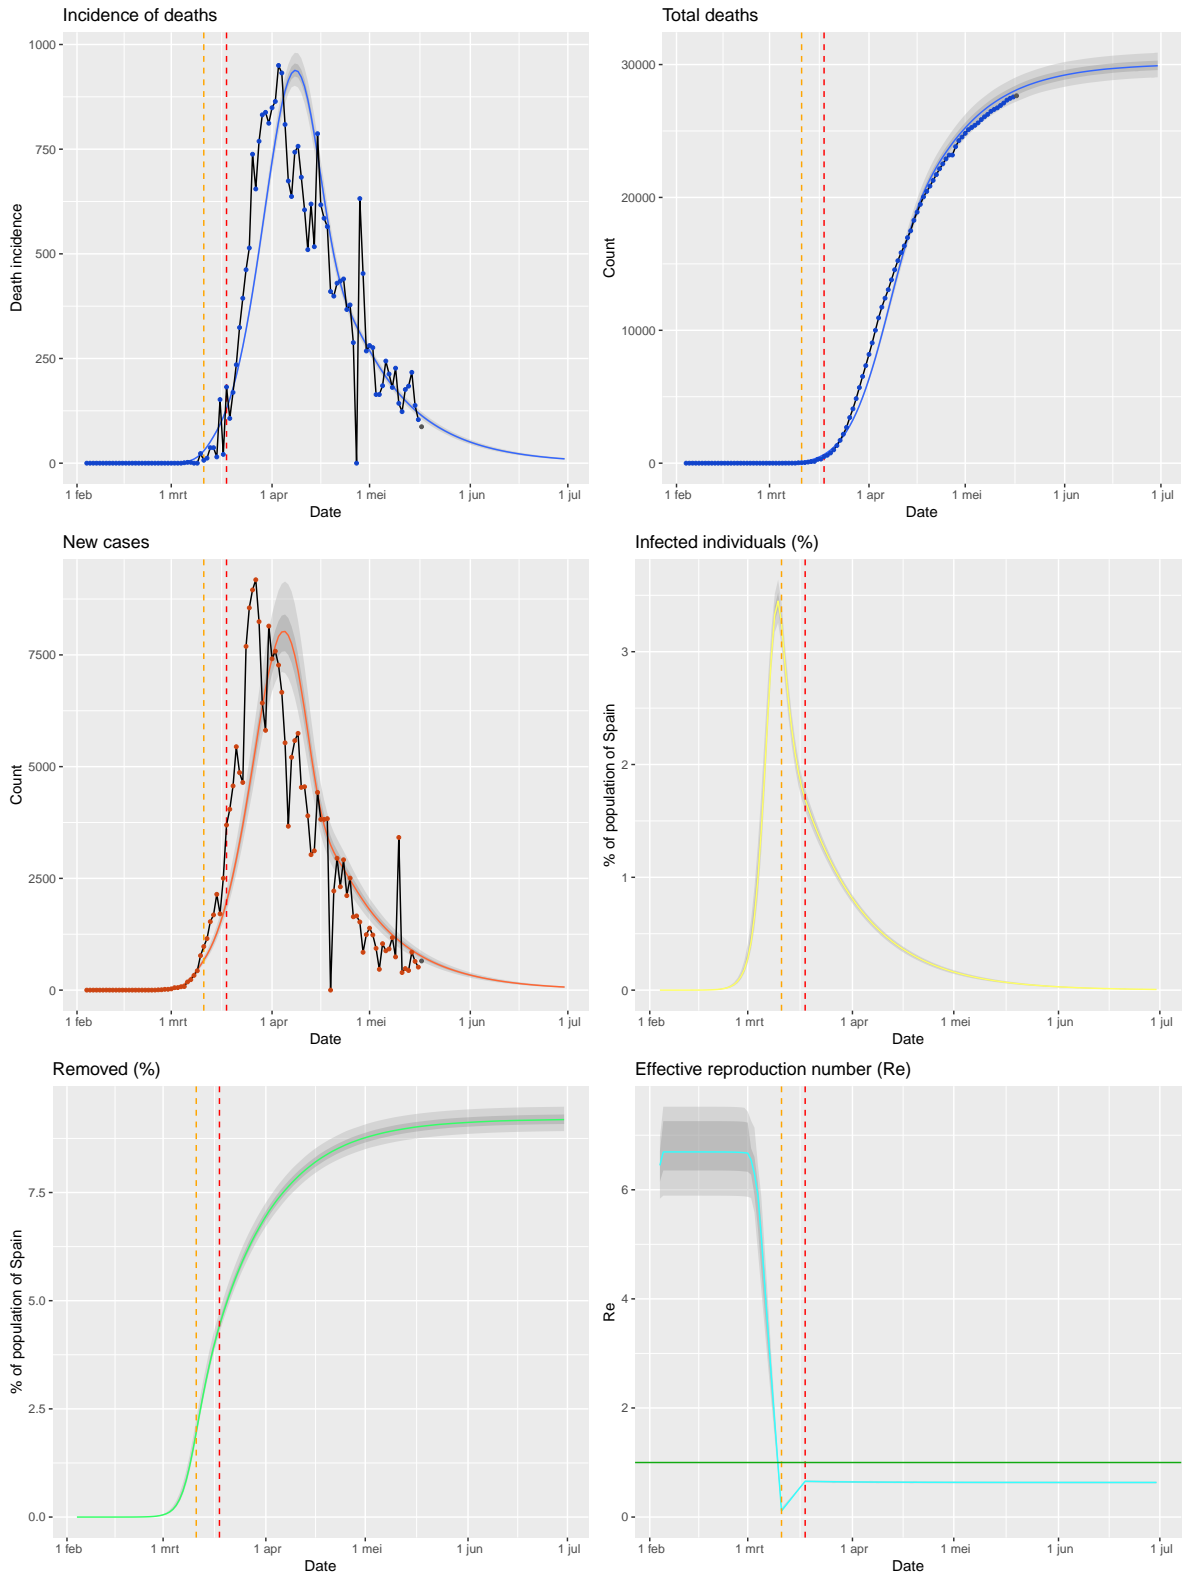 Incidence of deaths
1000
750
500
250
0
Death incidence
1 feb 1 mrt 1 apr 1 mei 1 jun 1 jul
Date
Total deaths
30000
20000
10000
0
Count
1 feb 1 mrt 1 apr 1 mei 1 jun 1 jul
Date
New cases
7500
5000
2500
0
Count
1 feb 1 mrt 1 apr 1 mei 1 jun 1 jul
Date
Infected individuals (%)
3
2
1
0
% of population of Spain
1 feb 1 mrt 1 apr 1 mei 1 jun 1 jul
Date
Removed (%)
7.5
5.0
2.5
0.0
% of population of Spain
1 feb 1 mrt 1 apr 1 mei 1 jun 1 jul
Date
Effective reproduction number (Re)
6
4
2
0
Re
1 feb 1 mrt 1 apr 1 mei 1 jun 1 jul
Date